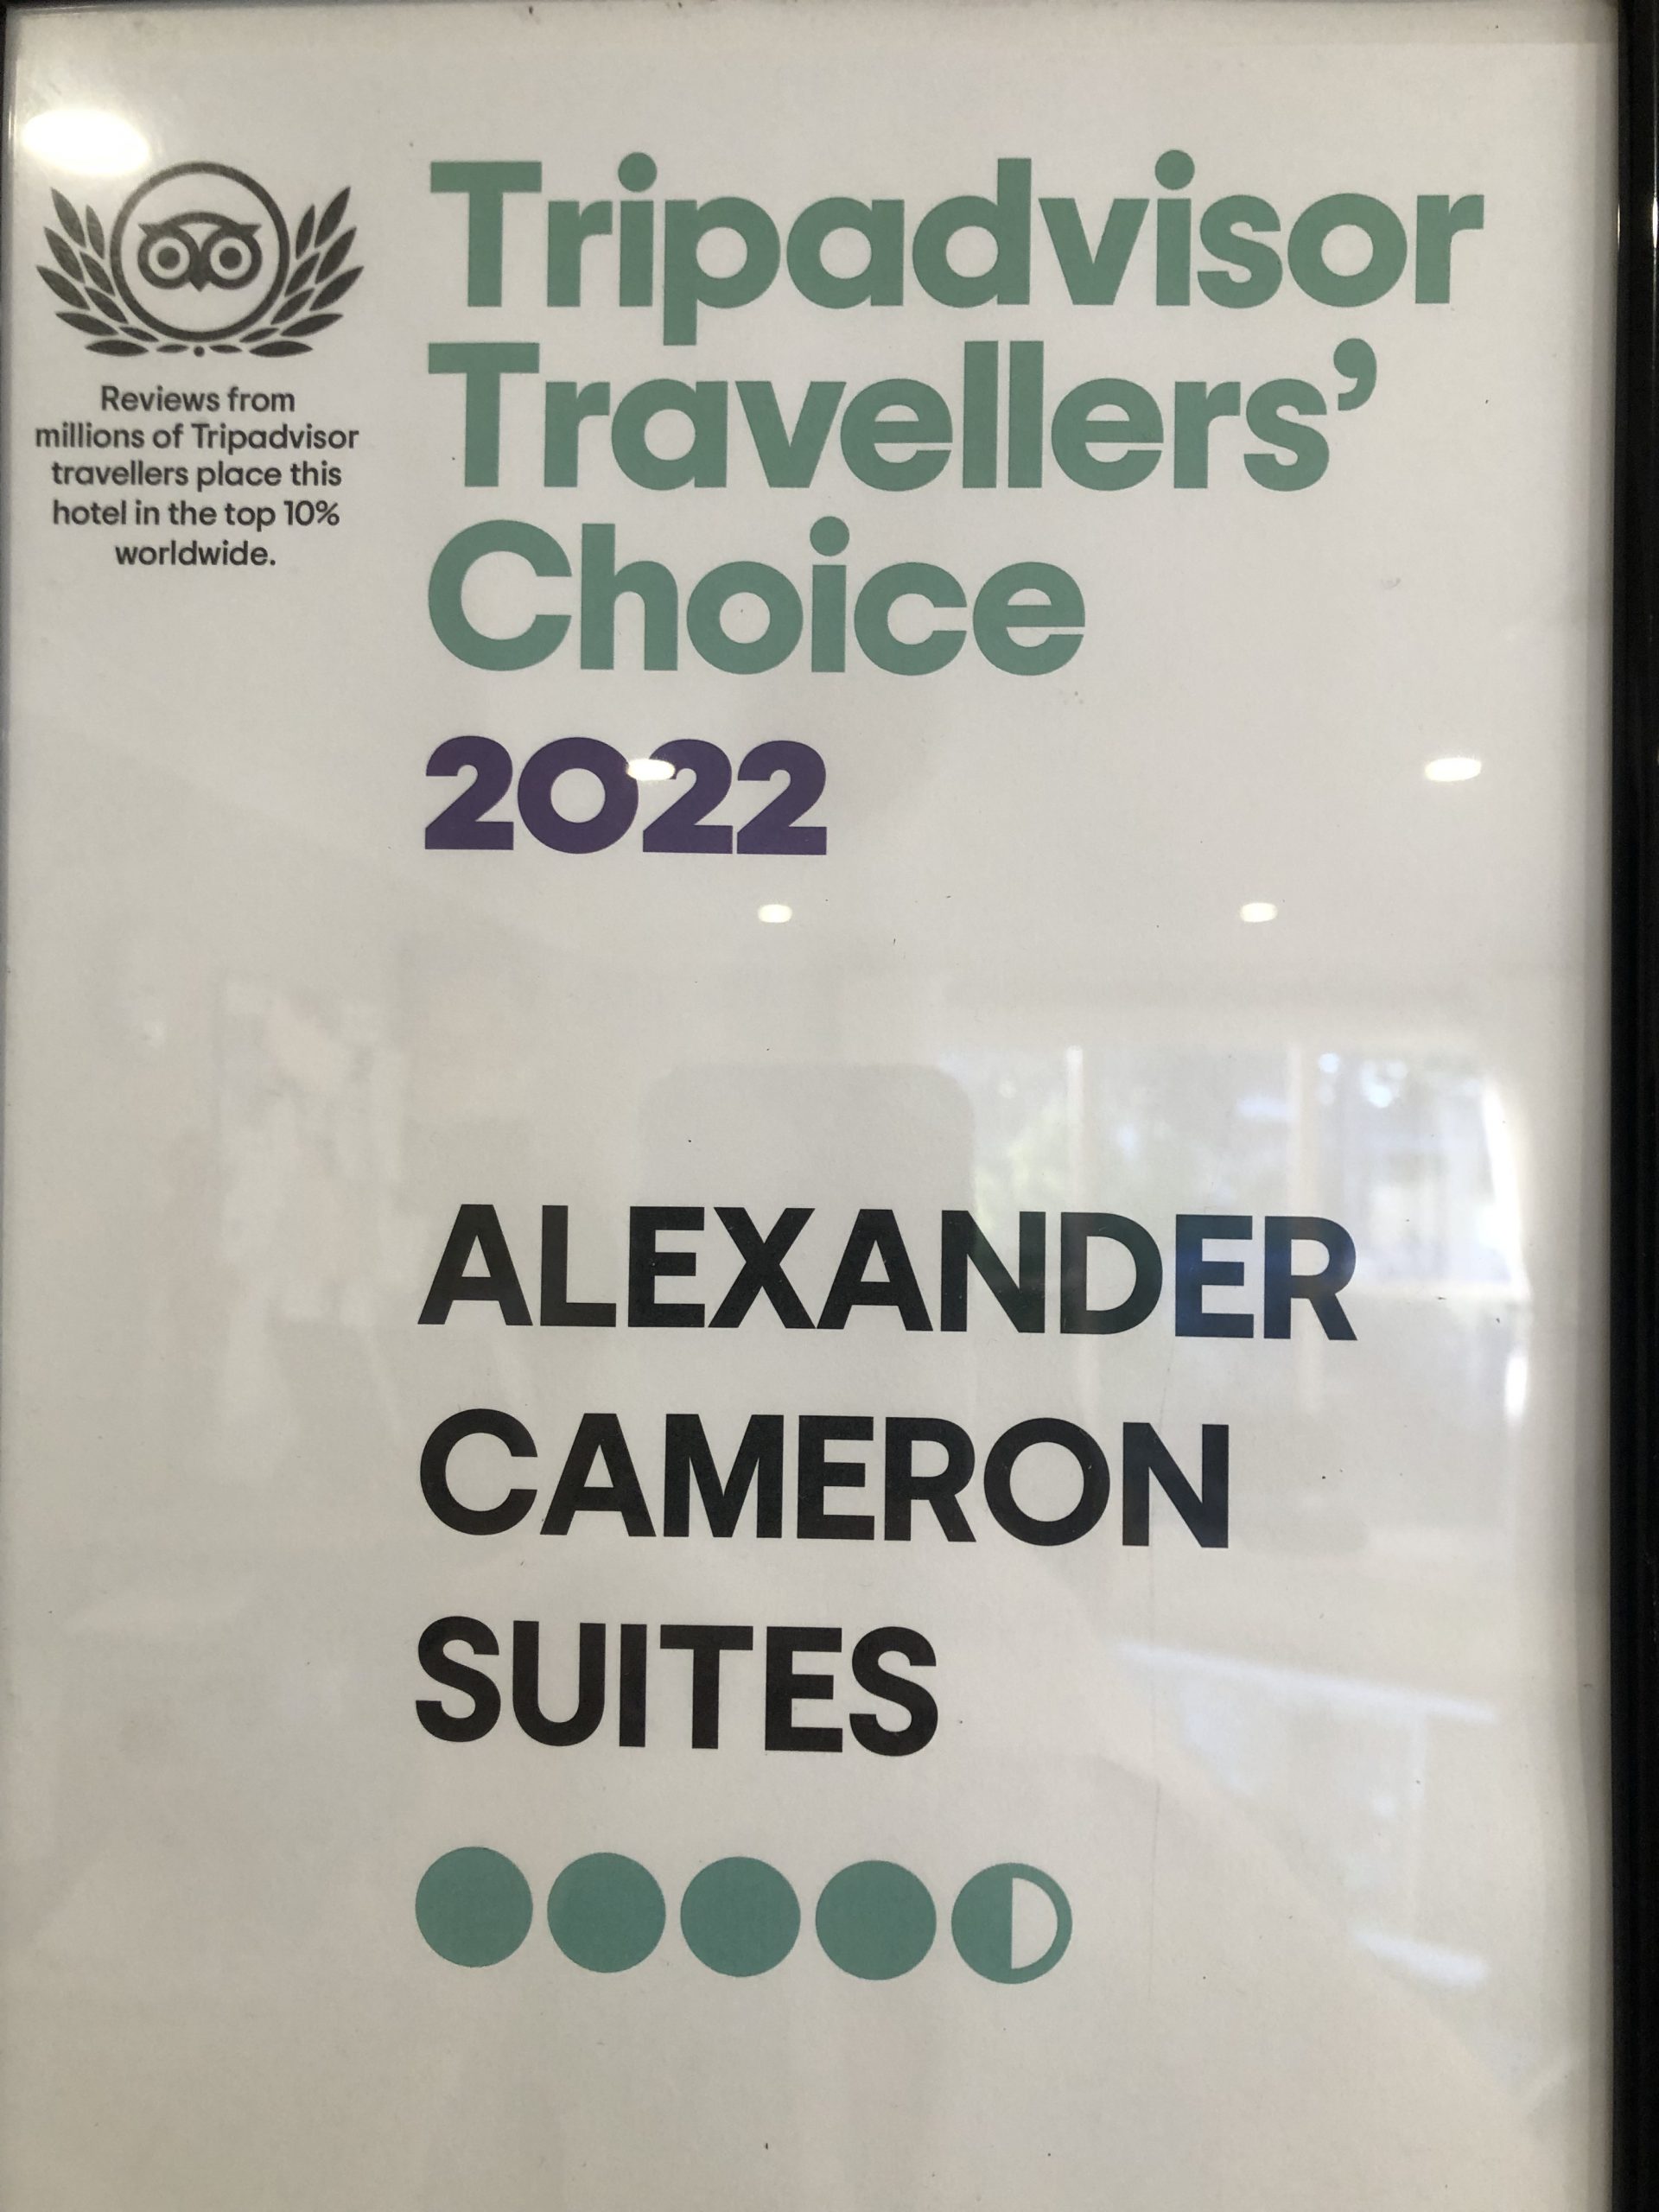 Tripadvisor
Travellers’
Choice
2022
Reviews from
millions of Tripadvisor
travellers place this
hotel in the top 10%
worldwide.
ALEXANDER
CAMERON
SUITES